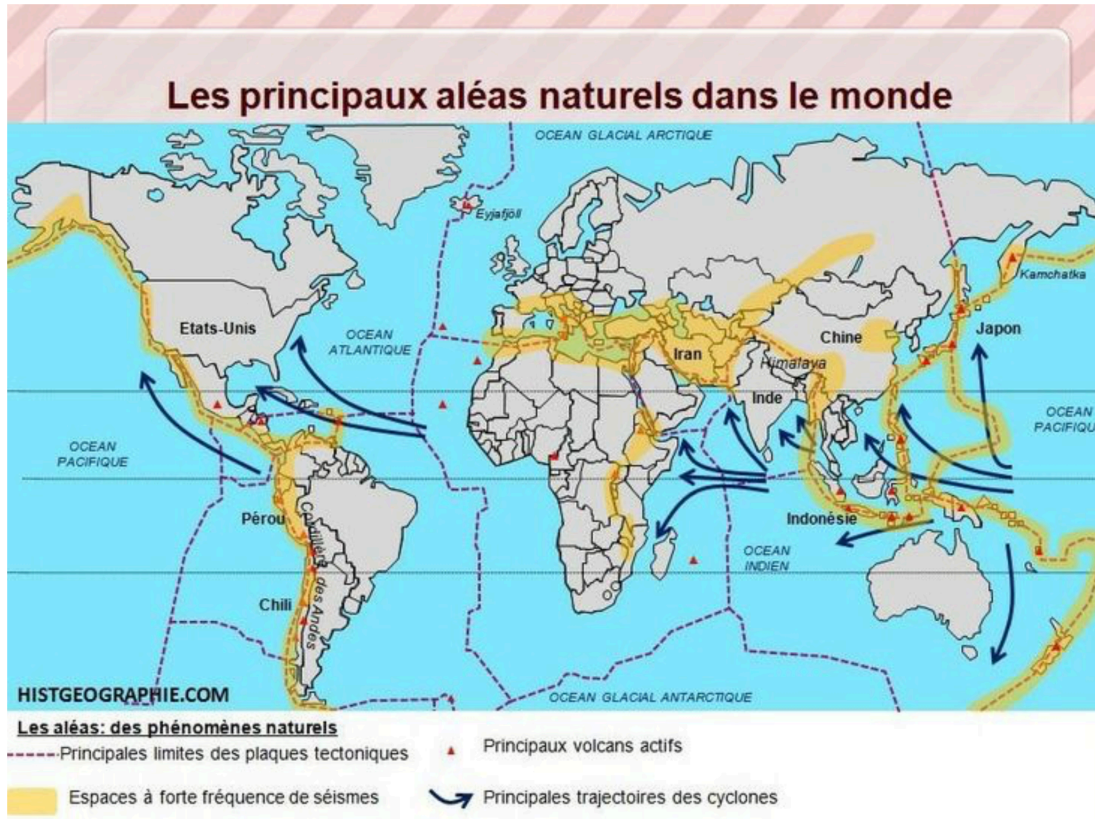 Les principaux aléas naturels dans le monde
OCEAN GLACIAL ARCTIQUE
Eyjafjöll
Kamchatka
Etats-Unis
OCEAN
ATLANTIQUE
Chine
Japon
Iran
Himalaya
Inde
OCEAN
PACIFIQUE
OCEAN
PACIFIQU
Pérou
Cordillère des Andes
Indonésie
OCEAN
INDIEN
Chili
HISTGEOGRAPHIE.COM
OCEAN GLACIAL ANTARCTIQUE
Les aléas: des phénomènes naturels
Principales limites des plaques tectoniques
Principaux volcans actifs
Espaces à forte fréquence de séismes
Principales trajectoires des cyclones